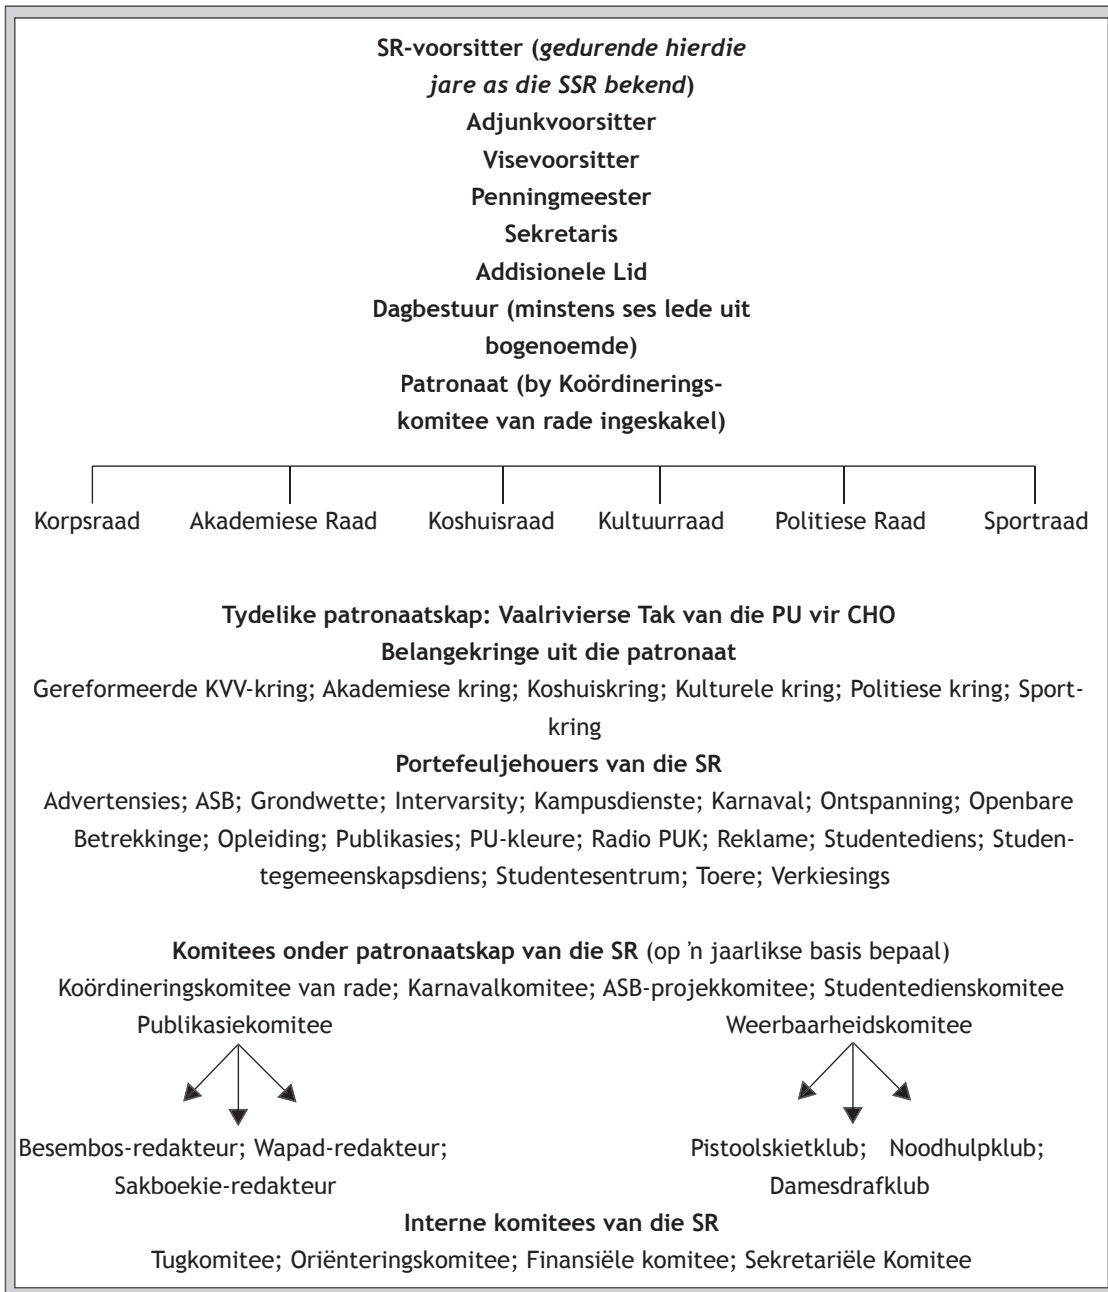 SR-voorsitter (gedurende hierdie
jare as die SSR bekend)
Adjunkvoorsitter
Visevoorsitter
Penningmeester
Sekretaris
Addisionele Lid
Dagbestuur (minstens ses lede uit
bogenoemde)
Patronaat (by Koördinerings-
komitee van rade ingeskakel)
Korpsraad Akademiese Raad Koshuisraad Kultuurraad Politiese Raad Sportraad
Tydelike patronaatskap: Vaalrivierse Tak van die PU vir CHO
Belangekringe uit die patronaat
Gereformeerde KVV-kring; Akademiese kring; Koshuiskring; Kulturele kring; Politiese kring; Sport-
kring
Portefeuljehouers van die SR
Advertensies; ASB; Grondwette; Intervarsity; Kampusdienste; Karnaval; Ontspanning; Openbare
Betrekkinge; Opleiding; Publikasies; PU-kleure; Radio PUK; Reklame; Studentediens; Studen-
tegemeenskapsdiens; Studentesentrum; Toere; Verkiesings
Komitees onder patronaatskap van die SR (op 'n jaarlikse basis bepaal)
Koördineringskomitee van rade; Karnavalkomitee; ASB-projekkomitee; Studentedienskomitee
Publikasiekomitee Weerbaarheidskomitee
Besembos-redakteur; Wapad-redakteur; Pistoolskietklub; Noodhulpklub;
Sakboekie-redakteur Damesdrafklub
Interne komitees van die SR
Tugkomitee; Oriënteringskomitee; Finansiële komitee; Sekretariële Komitee